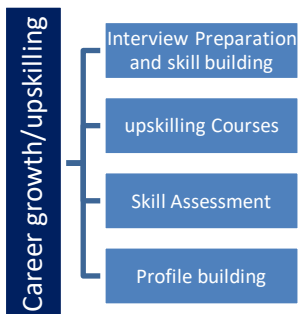 Career growth/upskilling
Interview Preparation
and skill building
upskilling Courses
Skill Assessment
Profile building